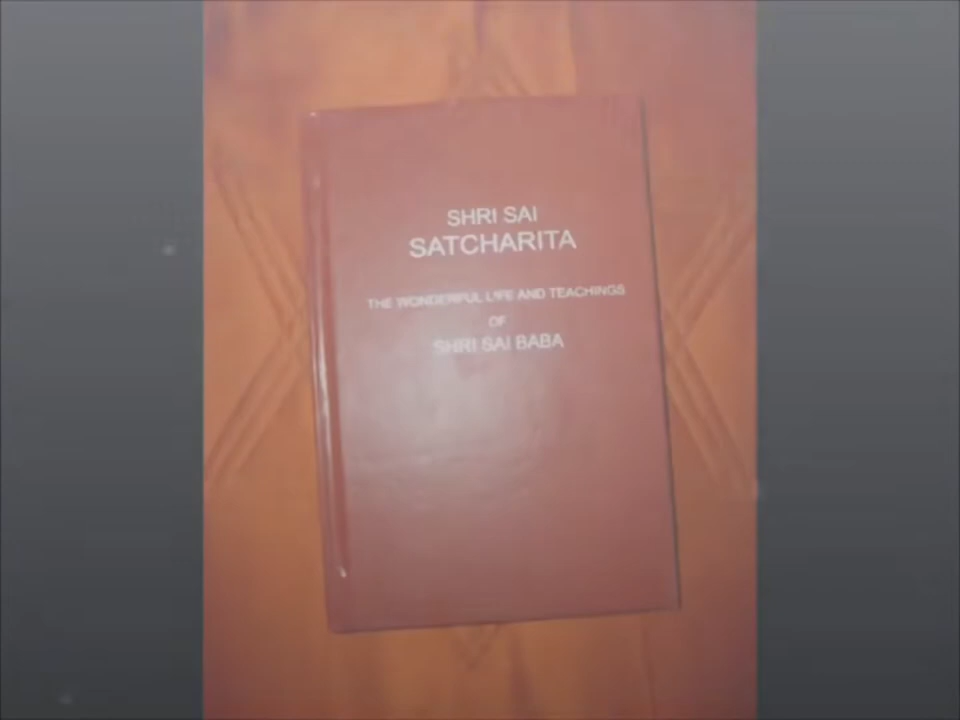 SHRI SAI
SATCHARITA
THE WONDERFUL LIFE AND TEACHINGS
OF
SHRI SAI BABA